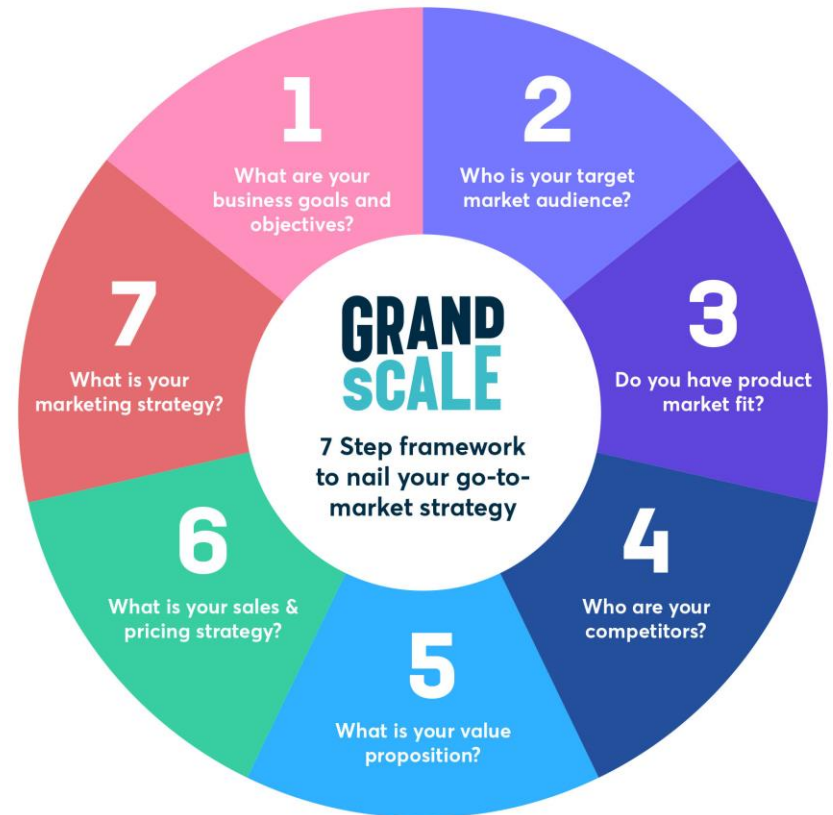 GRAND
SCALE
7 Step framework
to nail your go-to-
market strategy
1
What are your
business goals and
objectives?
2
Who is your target
market audience?
3
Do you have product
market fit?
4
Who are your
competitors?
5
What is your value
proposition?
6
What is your sales &
pricing strategy?
7
What is your
marketing strategy?